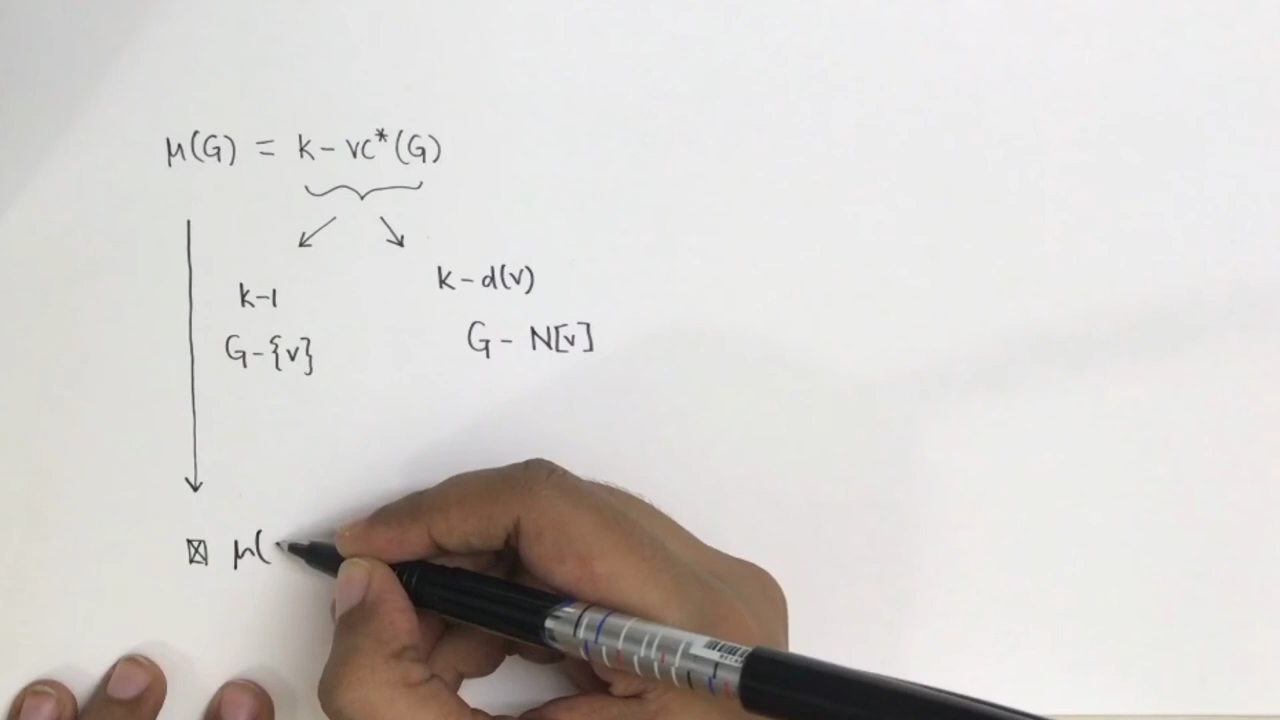 μ(G) = k - vc*(G)
k-1
k - d(v)
G-{v}
G - N[v]
μ(